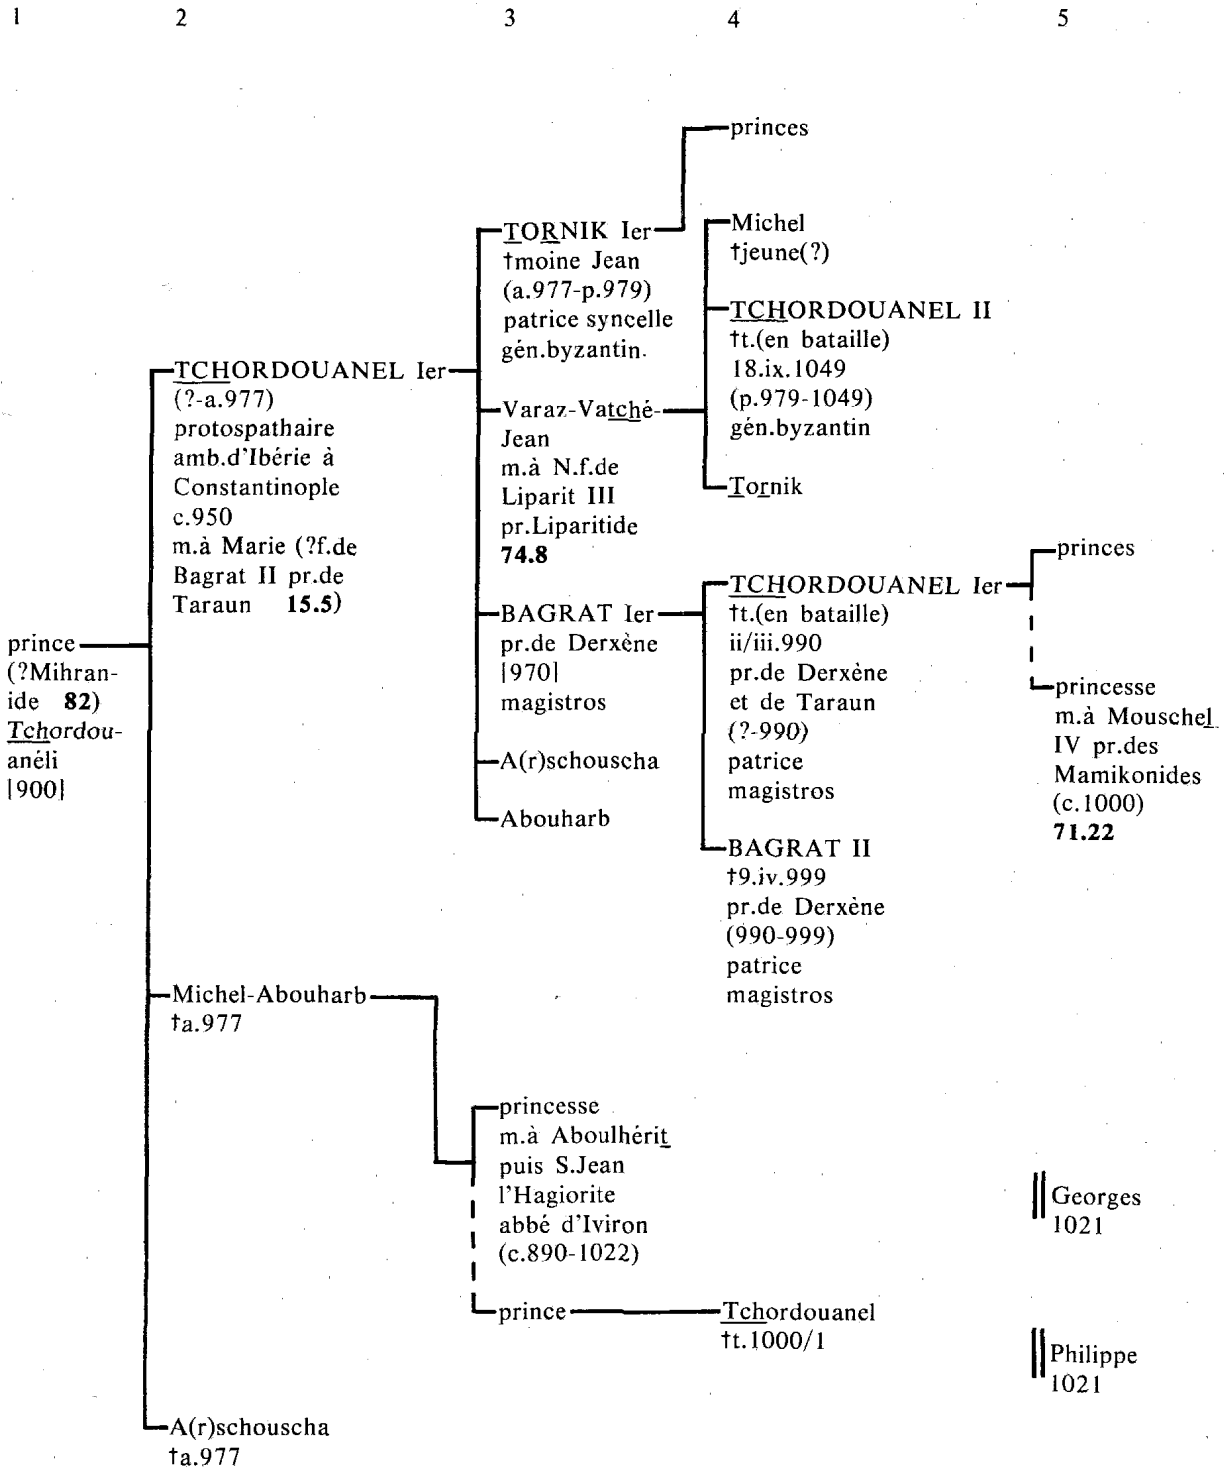 1 2 3 4 5
prince
(?Mihran-
ide 82)
Tchordou-
anéli
|900|
TCHORDOUANEL Ier
(?-a.977)
protospathaire
amb.d'Ibérie à
Constantinople
c.950
m.à Marie (?f.de
Bagrat II pr.de
Taraun 15.5)
Michel-Abouharb
†a.977
A(r)schouscha
†a.977
TORNIK Ier
†moine Jean
(a.977-p.979)
patrice syncelle
gén.byzantin.
Varaz-Vatché-
Jean
m.à N.f.de
Liparit III
pr.Liparitide
74.8
BAGRAT Ier
pr.de Derxène
|970|
magistros
A(r)schouscha
Abouharb
princesse
m.à Aboulhérit
puis S.Jean
l'Hagiorite
abbé d'Iviron
(c.890-1022)
prince
princes
Michel
†jeune(?)
TCHORDOUANEL II
†t.(en bataille)
18.ix.1049
(p.979-1049)
gén.byzantin
Tornik
TCHORDOUANEL Ier
†t.(en bataille)
ii/iii.990
pr.de Derxène
et de Taraun
(?-990)
patrice
magistros
BAGRAT II
†9.iv.999
pr.de Derxène
(990-999)
patrice
magistros
Tchordouanel
†t.1000/1
princes
princesse
m.à Mouschel
IV pr.des
Mamikonides
(c.1000)
71.22
Georges
1021
Philippe
1021